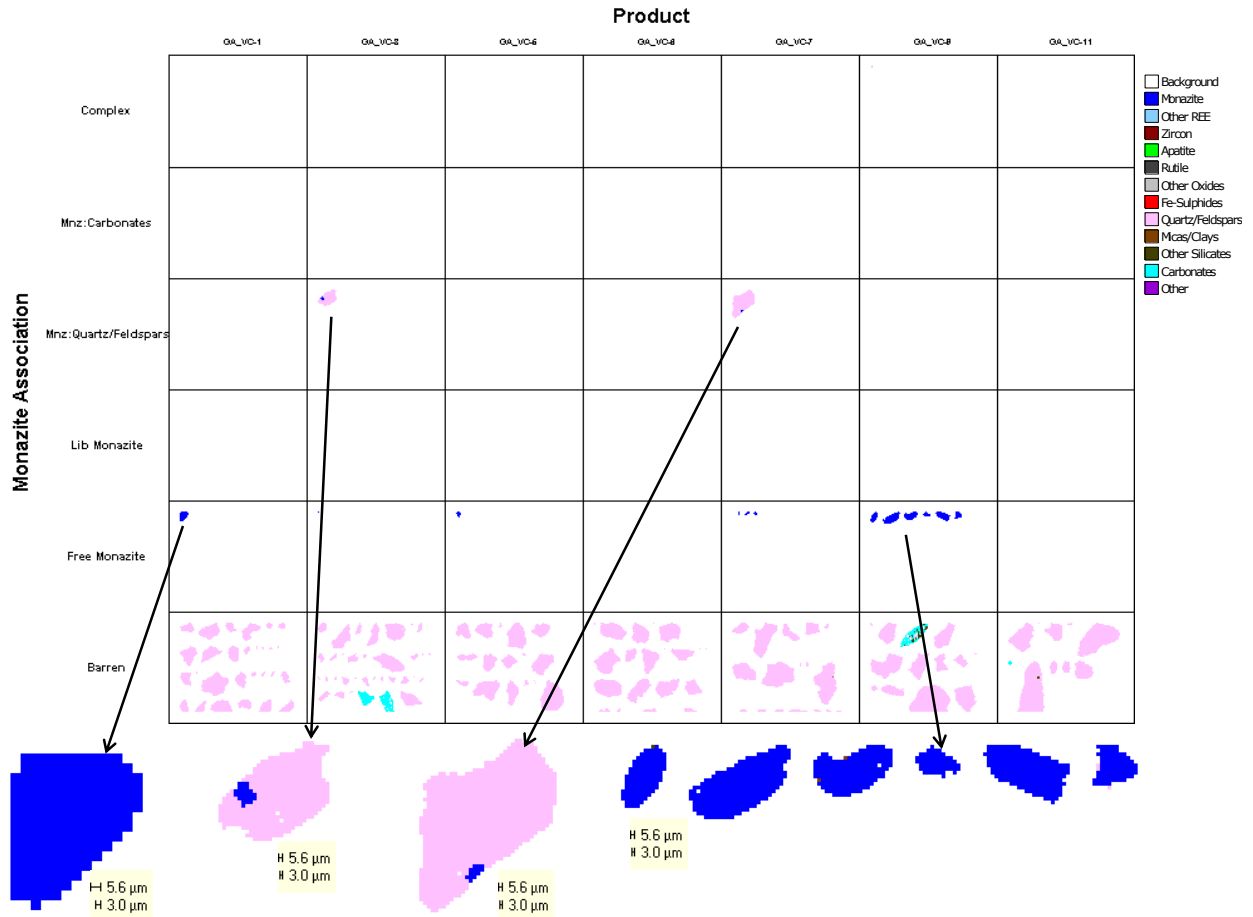 Product
GA_VC-1 GA_VC-2 GA_VC-5 GA_VC-6 GA_VC-7 GA_VC-9 GA_VC-11
Monazite Association
Complex
Mnz:Carbonates
Mnz:Quartz/Feldspars
Lib Monazite
Free Monazite
Barren
Background
Monazite
Other REE
Zircon
Apatite
Rutile
Other Oxides
Fe-Sulphides
Quartz/Feldspars
Micas/Clays
Other Silicates
Carbonates
Other
5.6 µm
3.0 µm
5.6 µm
3.0 µm
5.6 µm
3.0 µm
5.6 µm
3.0 µm